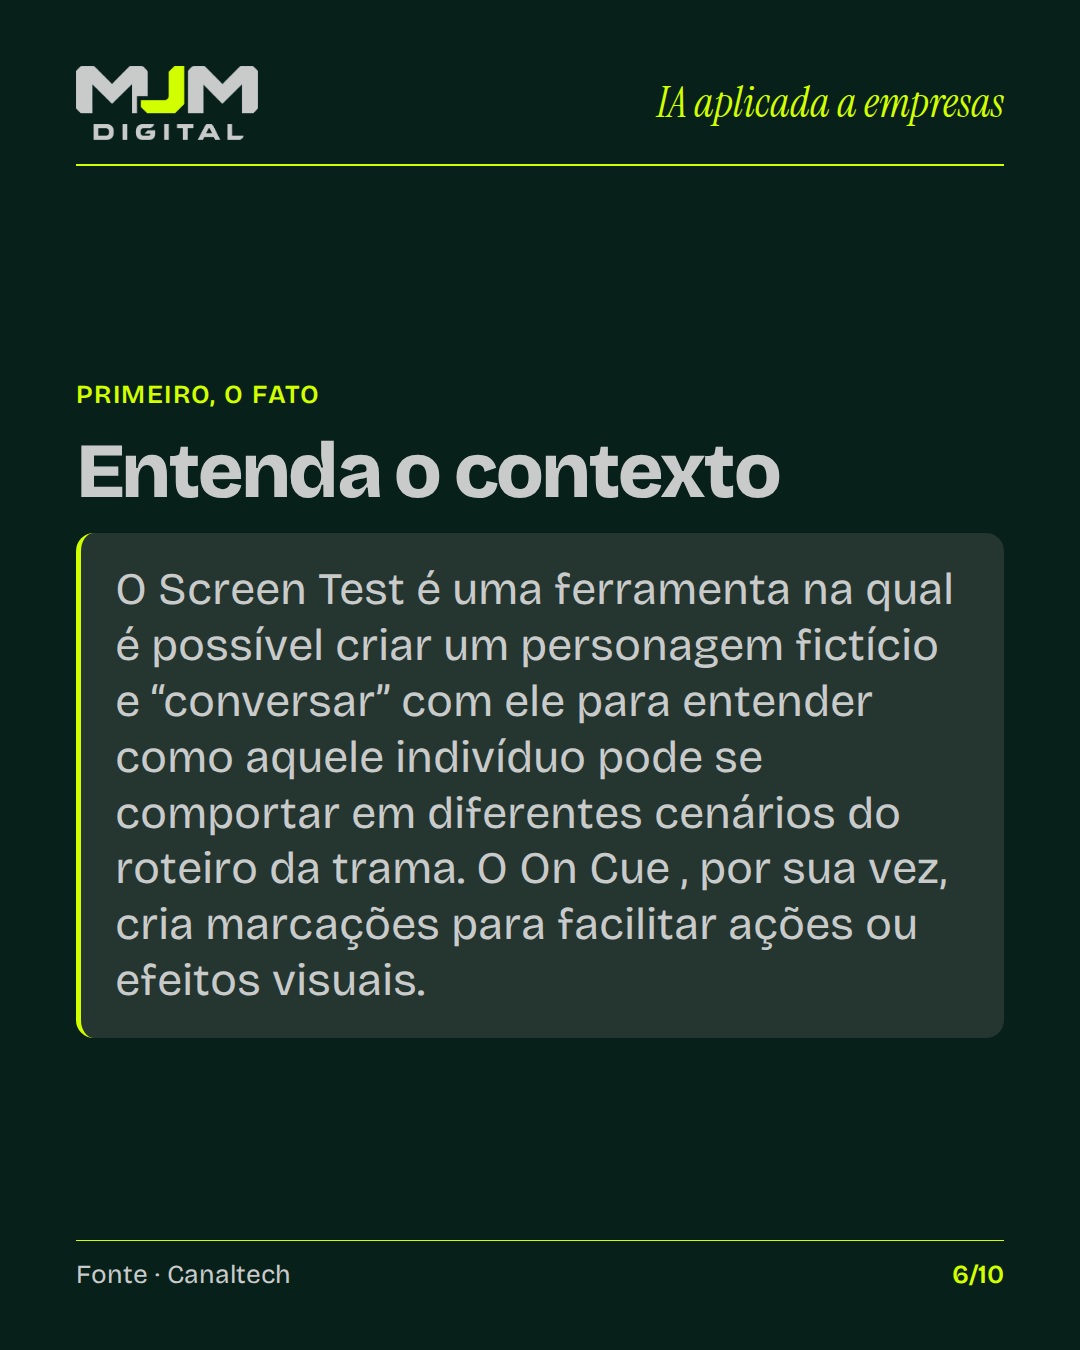 MJM
DIGITAL
IA aplicada a empresas
PRIMEIRO, O FATO
Entenda o contexto
O Screen Test é uma ferramenta na qual
é possível criar um personagem fictício
e “conversar” com ele para entender
como aquele indivíduo pode se
comportar em diferentes cenários do
roteiro da trama. O On Cue , por sua vez,
cria marcações para facilitar ações ou
efeitos visuais.
Fonte · Canaltech
6/10